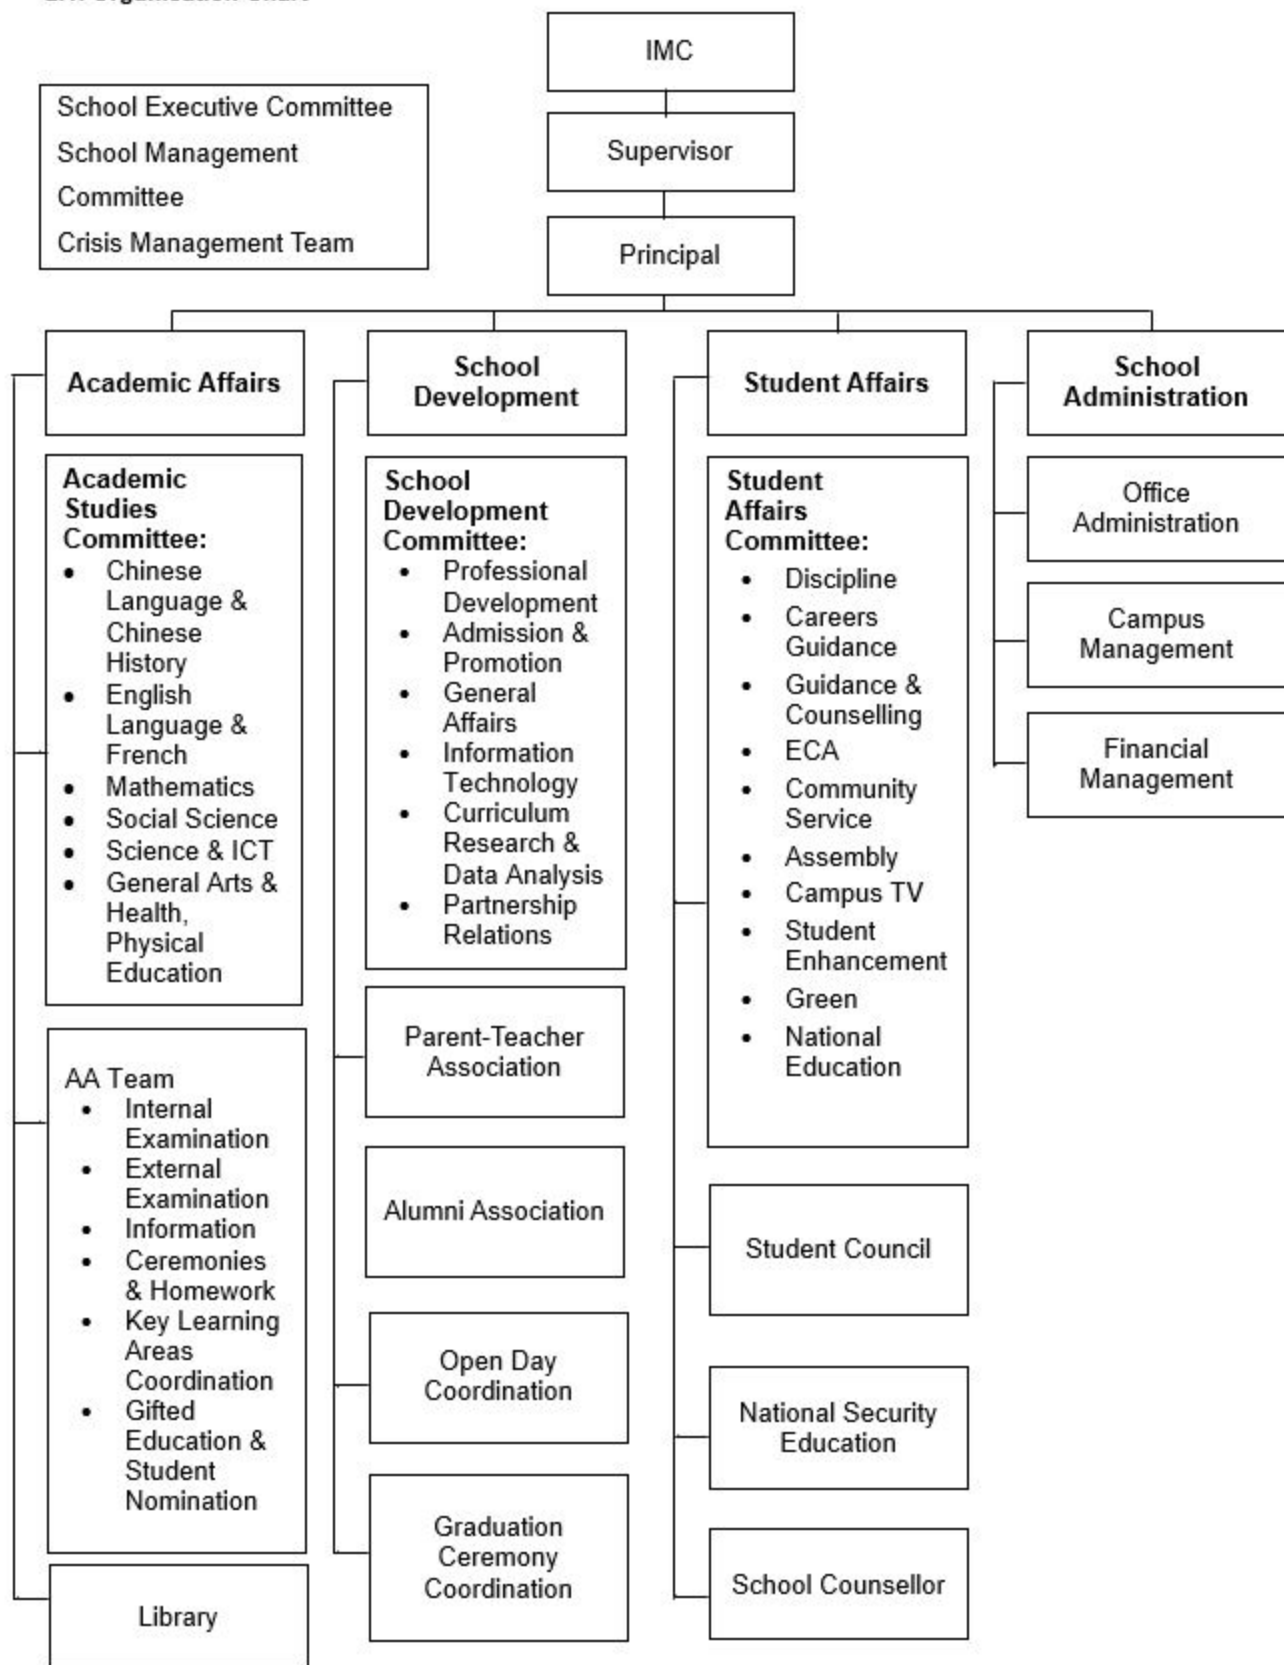 IMC
School Executive Committee
School Management
Committee
Crisis Management Team
Supervisor
Principal
Academic Affairs
School
Development
Student Affairs
School
Administration
Academic
Studies
Committee:
• Chinese
Language &
Chinese
History
• English
Language &
French
• Mathematics
• Social Science
• Science & ICT
• General Arts &
Health,
Physical
Education
AA Team
• Internal
Examination
• External
Examination
• Information
• Ceremonies
& Homework
• Key Learning
Areas
Coordination
• Gifted
Education &
Student
Nomination
Library
School
Development
Committee:
• Professional
Development
• Admission &
Promotion
• General
Affairs
• Information
Technology
• Curriculum
Research &
Data Analysis
• Partnership
Relations
Parent-Teacher
Association
Alumni Association
Open Day
Coordination
Graduation
Ceremony
Coordination
Student
Affairs
Committee:
• Discipline
• Careers
Guidance
• Guidance &
Counselling
• ECA
• Community
Service
• Assembly
• Campus TV
• Student
Enhancement
• Green
• National
Education
Student Council
National Security
Education
School Counsellor
Office
Administration
Campus
Management
Financial
Management